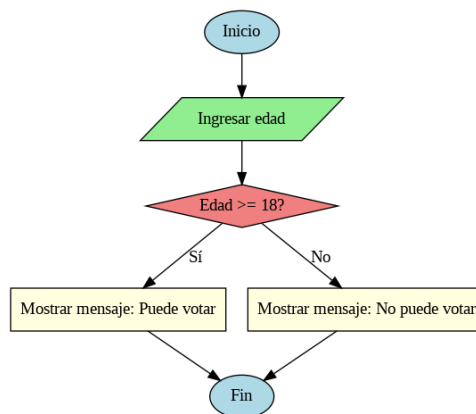 Inicio
Ingresar edad
Edad >= 18?
Sí
No
Mostrar mensaje: Puede votar
Mostrar mensaje: No puede votar
Fin